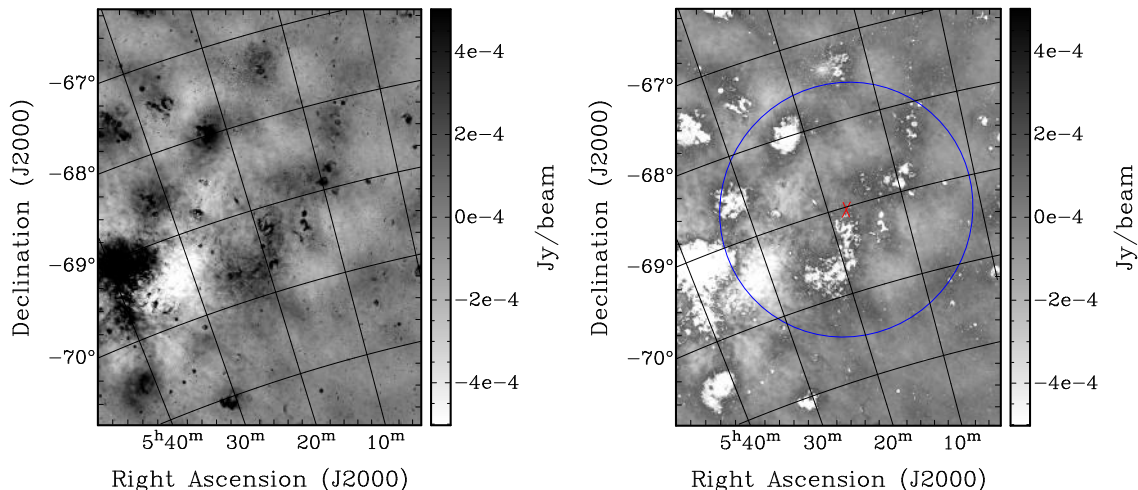 Declination (J2000)
−67°
−68°
−69°
−70°
5ʰ40ᵐ 30ᵐ 20ᵐ 10ᵐ
Right Ascension (J2000)
4e−4
2e−4
0e−4
−2e−4
−4e−4
Jy/beam
Declination (J2000)
−67°
−68°
−69°
−70°
5ʰ40ᵐ 30ᵐ 20ᵐ 10ᵐ
Right Ascension (J2000)
4e−4
2e−4
0e−4
−2e−4
−4e−4
Jy/beam